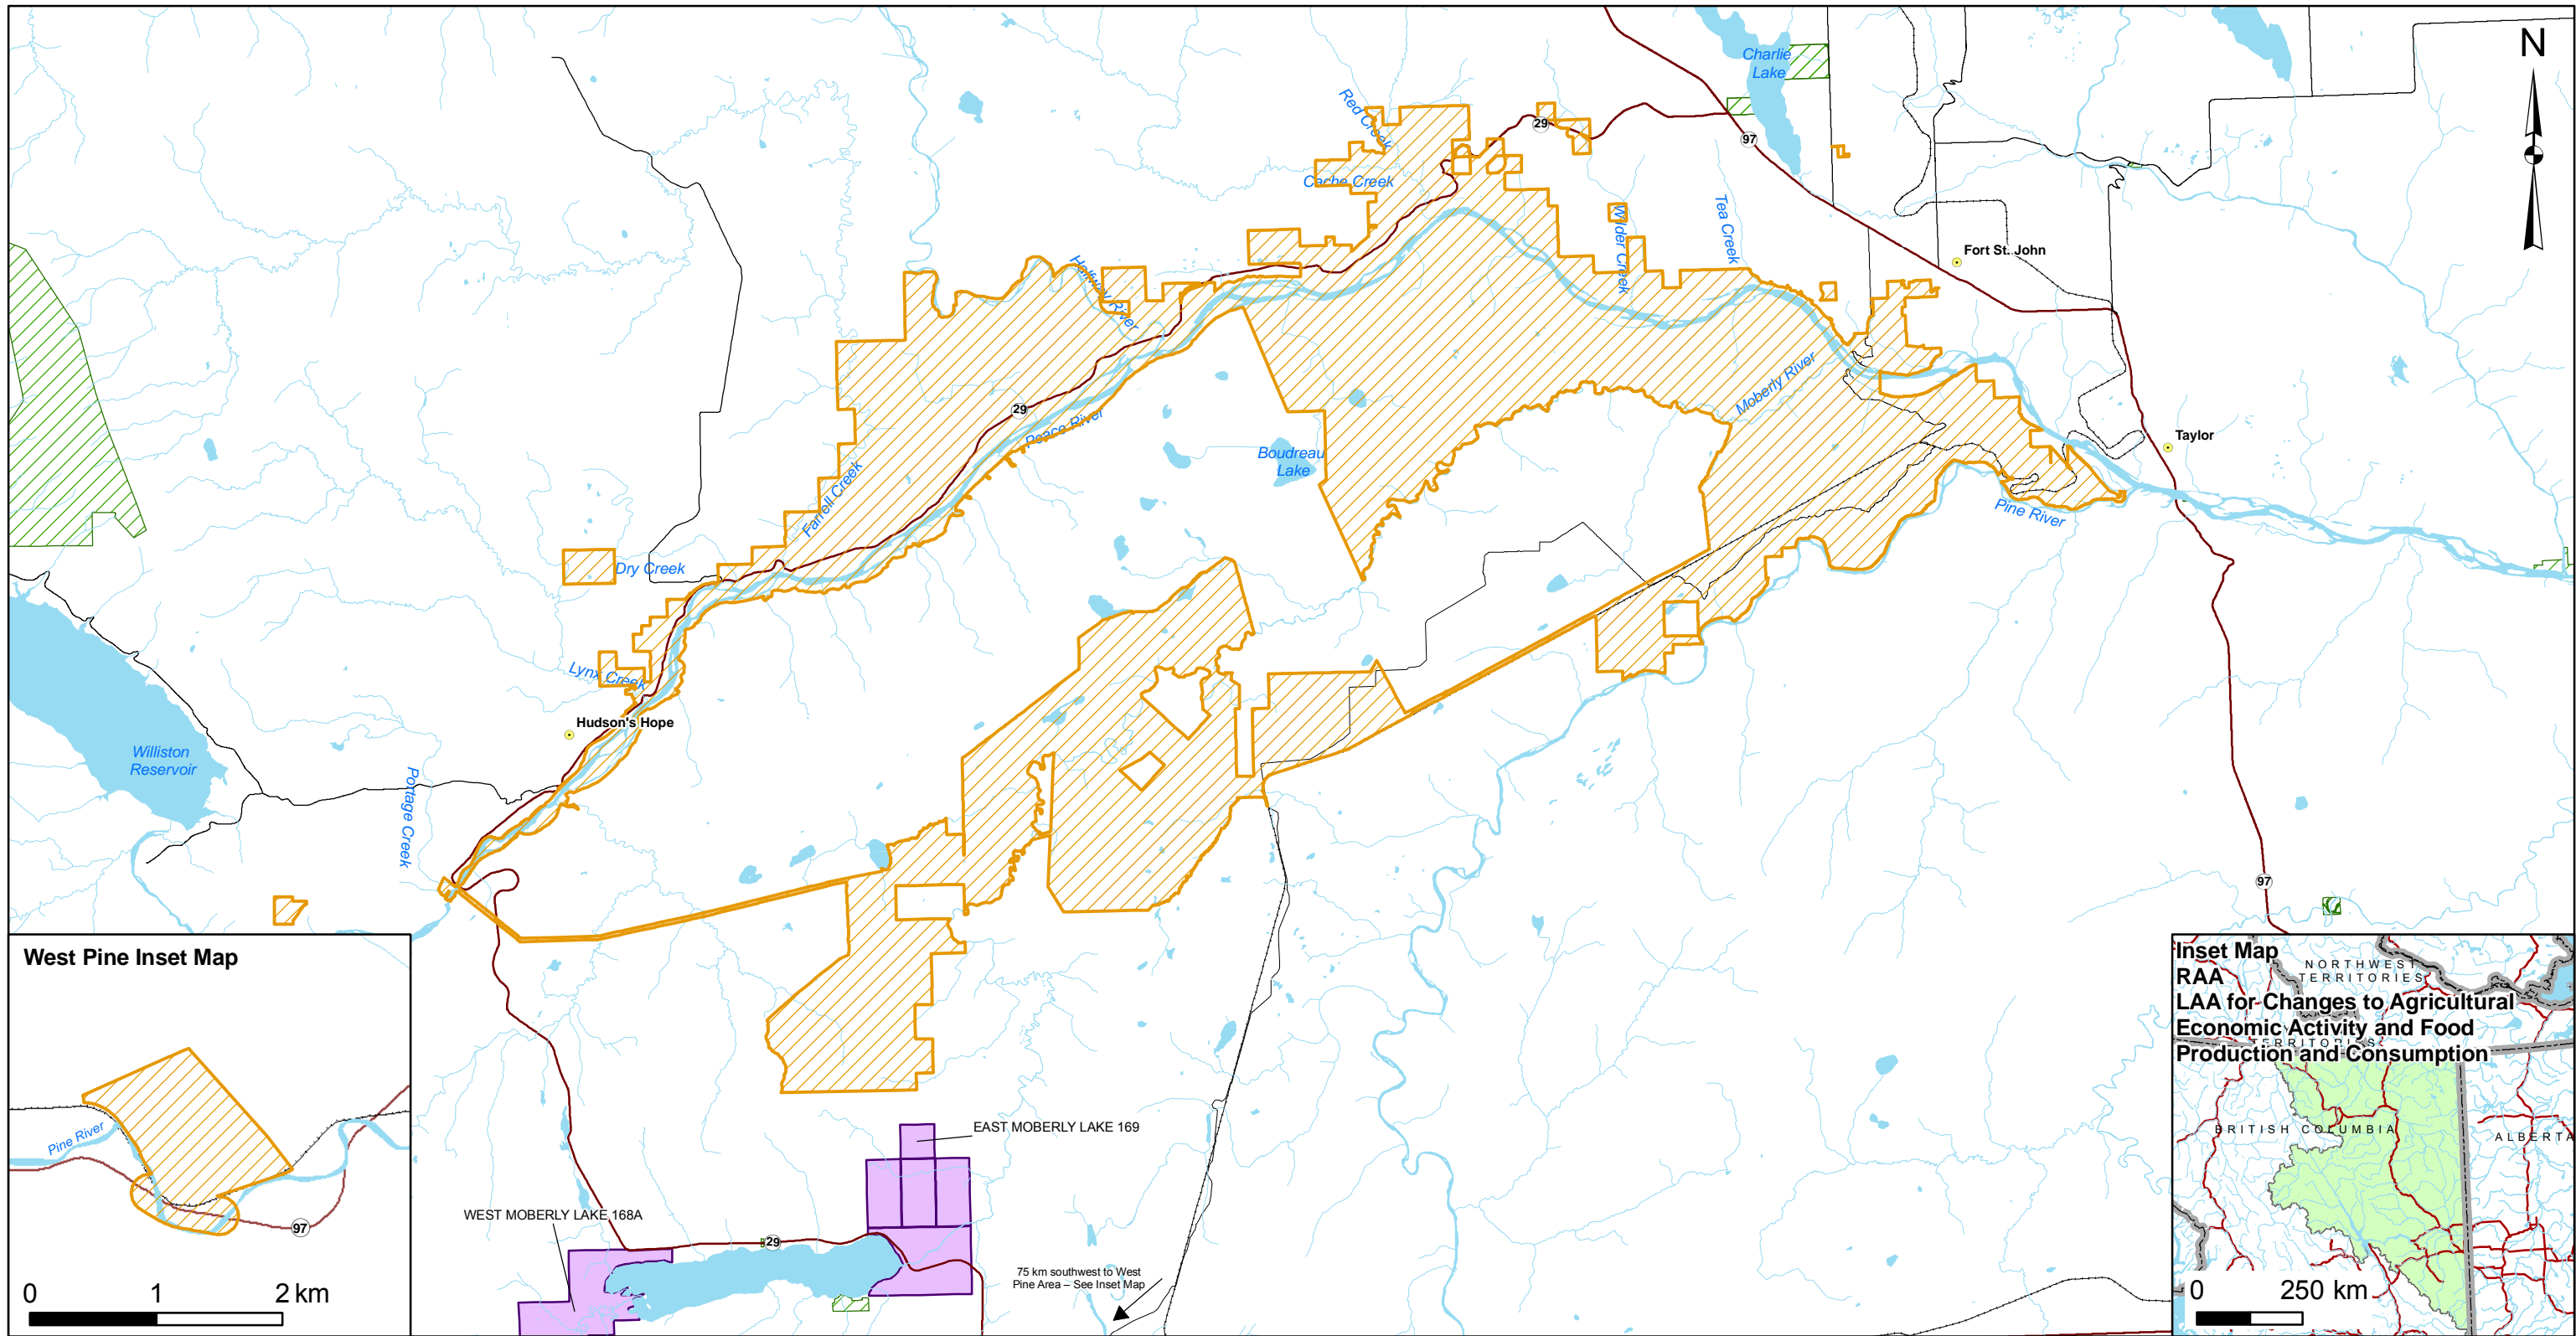 N
Charlie
Lake
Red Creek
29
97
Cache Creek
Wilder Creek
Tea Creek
Fort St. John
Halfway River
Moberly River
29
Peace River
Taylor
Boudreau
Lake
Farrell Creek
Pine River
Dry Creek
Lynx Creek
Hudson's Hope
Williston
Reservoir
Portage Creek
97
West Pine Inset Map
Pine River
97
0 1 2 km
EAST MOBERLY LAKE 169
WEST MOBERLY LAKE 168A
29
75 km southwest to West
Pine Area – See Inset Map
Inset Map
RAA
LAA for Changes to Agricultural
Economic Activity and Food
Production and Consumption
NORTHWEST
TERRITORIES
TERRITORIES
BRITISH COLUMBIA
ALBERTA
0 250 km